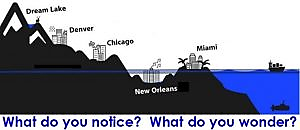 Dream Lake
Denver
Chicago
Miami
New Orleans
What do you notice? What do you wonder?